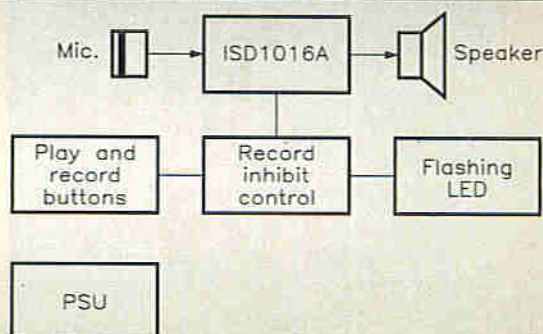 Mic.
ISD1016A
Speaker
Play and
record
buttons
Record
inhibit
control
Flashing
LED
PSU